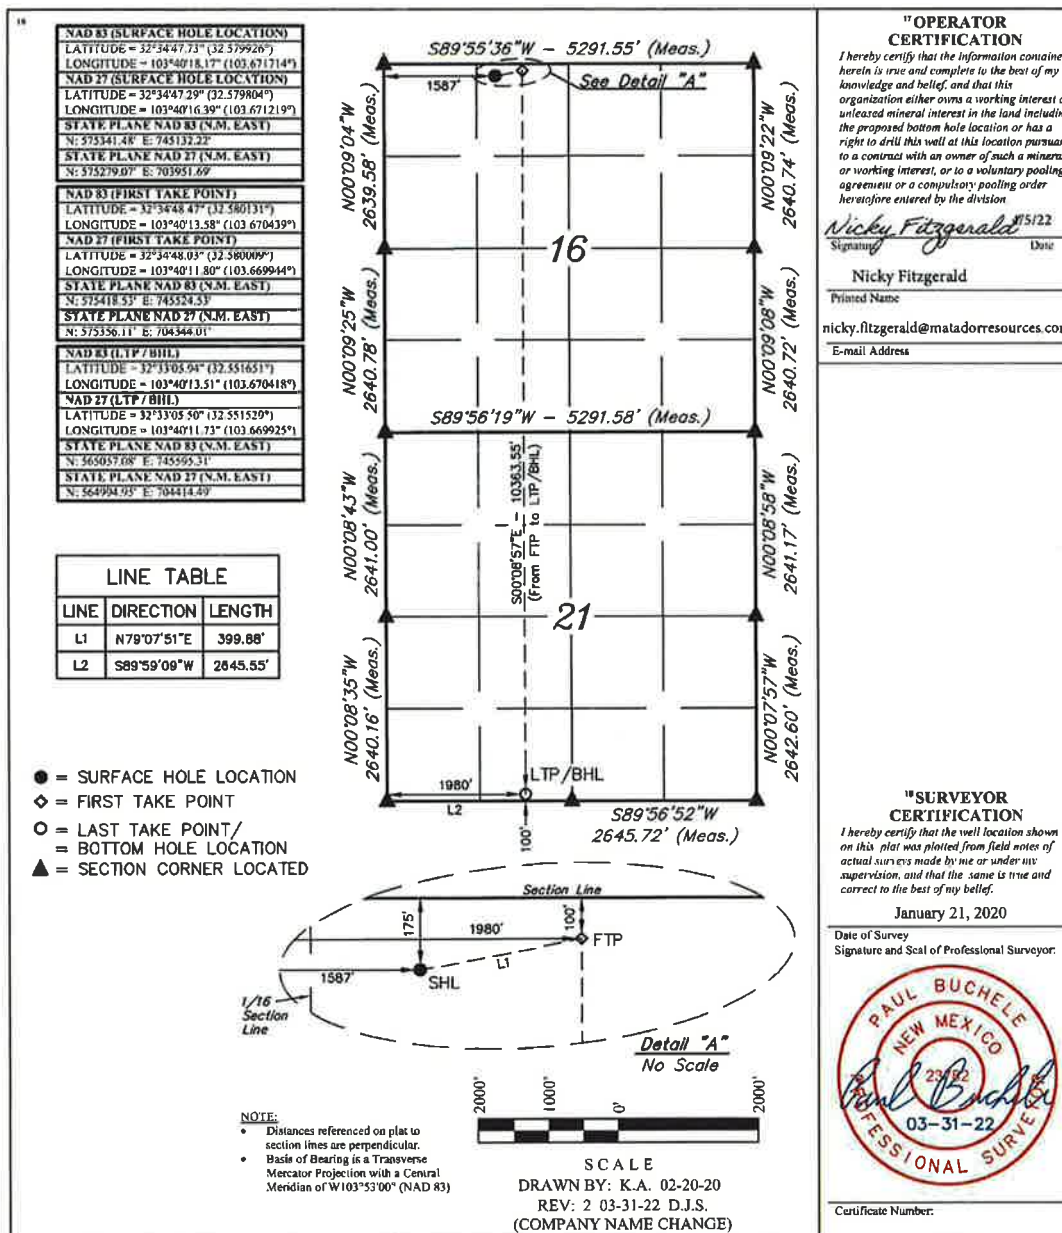 18
NAD 83 (SURFACE HOLE LOCATION)
LATITUDE = 32°34'47.73" (32.579926°)
LONGITUDE = 103°40'18.17" (103.671714°)
NAD 27 (SURFACE HOLE LOCATION)
LATITUDE = 32°34'47.29" (32.579804°)
LONGITUDE = 103°40'16.39" (103.671219°)
STATE PLANE NAD 83 (N.M. EAST)
N: 575341.48' E: 745132.22'
STATE PLANE NAD 27 (N.M. EAST)
N: 575279.07' E: 703951.69'
NAD 83 (FIRST TAKE POINT)
LATITUDE = 32°34'48.47" (32.580131°)
LONGITUDE = 103°40'13.58" (103.670439°)
NAD 27 (FIRST TAKE POINT)
LATITUDE = 32°34'48.03" (32.580009°)
LONGITUDE = 103°40'11.80" (103.669944°)
STATE PLANE NAD 83 (N.M. EAST)
N: 575418.53' E: 745524.53'
STATE PLANE NAD 27 (N.M. EAST)
N: 575356.11' E: 704344.01'
NAD 83 (LTP / BHL)
LATITUDE = 32°33'05.94" (32.551651°)
LONGITUDE = 103°40'13.51" (103.670418°)
NAD 27 (LTP / BHL)
LATITUDE = 32°33'05.50" (32.551529°)
LONGITUDE = 103°40'11.73" (103.669925°)
STATE PLANE NAD 83 (N.M. EAST)
N: 565057.08' E: 745595.31'
STATE PLANE NAD 27 (N.M. EAST)
N: 564994.95' E: 704414.49'
LINE TABLE
LINE DIRECTION LENGTH
L1 N79°07'51"E 399.88'
L2 S89°59'09"W 2645.55'
= SURFACE HOLE LOCATION
= FIRST TAKE POINT
= LAST TAKE POINT/
= BOTTOM HOLE LOCATION
= SECTION CORNER LOCATED
S89°55'36"W – 5291.55' (Meas.)
1587'
See Detail "A"
N00°09'04"W
2639.58' (Meas.)
N00°09'22"W
2640.74' (Meas.)
16
N00°09'25"W
2640.78' (Meas.)
N00°09'08"W
2640.72' (Meas.)
S89°56'19"W – 5291.58' (Meas.)
N00°08'43"W
2641.00' (Meas.)
S00°08'57"E – 10363.55'
(From FTP to LTP/BHL)
N00°08'58"W
2641.17' (Meas.)
21
N00°08'35"W
2640.16' (Meas.)
N00°07'57"W
2642.60' (Meas.)
LTP/BHL
1980'
L2
100'
S89°56'52"W
2645.72' (Meas.)
Section Line
175'
1980'
100'
FTP
L1
1587'
SHL
1/16
Section
Line
Detail "A"
No Scale
NOTE:
• Distances referenced on plat to
section lines are perpendicular.
• Basis of Bearing is a Transverse
Mercator Projection with a Central
Meridian of W103°53'00" (NAD 83)
2000'
1000'
0'
2000'
SCALE
DRAWN BY: K.A. 02-20-20
REV: 2 03-31-22 D.J.S.
(COMPANY NAME CHANGE)
17 OPERATOR
CERTIFICATION
I hereby certify that the information containe
herein is true and complete to the best of my
knowledge and belief, and that this
organization either owns a working interest o
unleased mineral interest in the land includin
the proposed bottom hole location or has a
right to drill this well at this location pursuan
to a contract with an owner of such a minera
or working interest, or to a voluntary pooling
agreement or a compulsory pooling order
heretofore entered by the division
Nicky Fitzgerald
Signature Date
Nicky Fitzgerald
Printed Name
nicky.fitzgerald@matadorresources.com
E-mail Address
18 SURVEYOR
CERTIFICATION
I hereby certify that the well location shown
on this plat was plotted from field notes of
actual surveys made by me or under my
supervision, and that the same is true and
correct to the best of my belief.
January 21, 2020
Date of Survey
Signature and Seal of Professional Surveyor:
PAUL BUCHELE
NEW MEXICO
Paul Buchele
03-31-22
PROFESSIONAL SURVEYOR
Certificate Number: